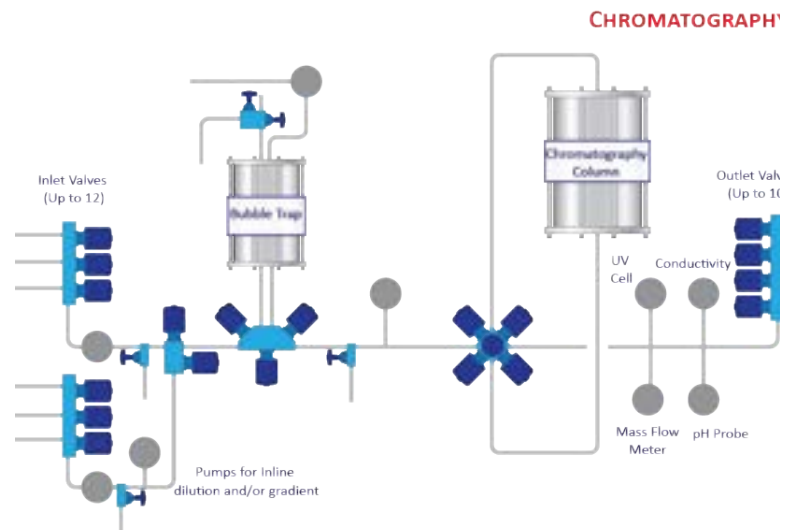 CHROMATOGRAPHY
Inlet Valves
(Up to 12)
Bubble Trap
Chromatography
Column
Outlet Valv
(Up to 10
UV
Cell
Conductivity
Mass Flow
Meter
pH Probe
Pumps for Inline
dilution and/or gradient